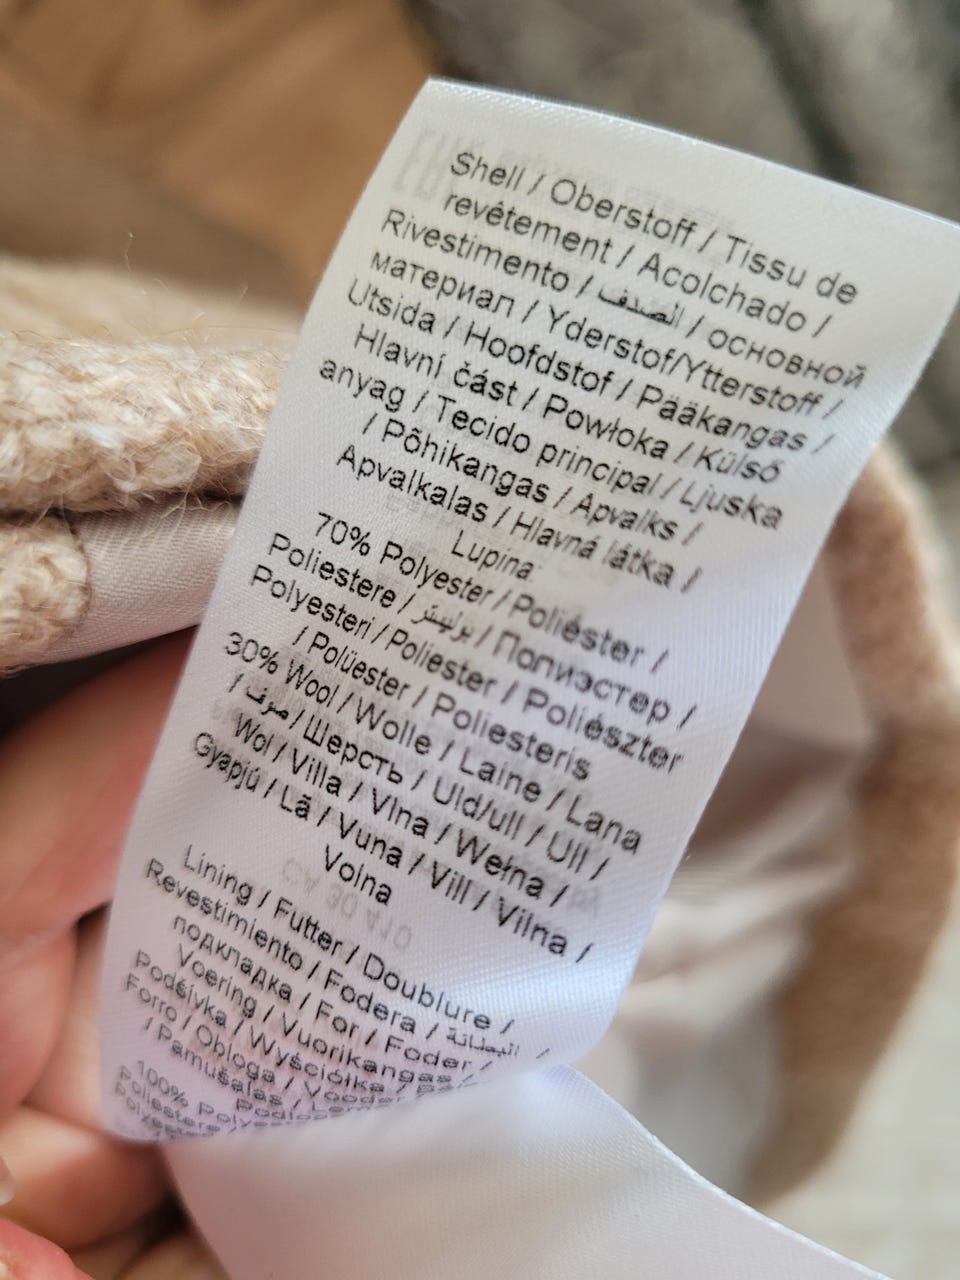 Shell / Oberstoff / Tissu de
revêtement / Acolchado /
Rivestimento / الصدف / основной
материал / Yderstof/Ytterstoff /
Utsida / Hoofdstof / Pääkangas /
Hlavní část / Powłoka / Külső
anyag / Tecido principal / Ljuska
/ Põhikangas / Apvalks /
Apvalkalas / Hlavná látka /
Lupina:
70% Polyester / Poliéster /
Poliestere / بوليستر / Полиэстер /
Polyesteri / Poliester / Poliészter
/ Polüester / Poliesteris
30% Wool / Wolle / Laine / Lana
/ صوف / Шерсть / Uld/ull / Ull /
Wol / Villa / Vlna / Wełna /
Gyapjú / Lã / Vuna / Vill / Vilna /
Volna
Lining / Futter / Doublure /
Revestimiento / Fodera / البطانة /
подкладка / For / Foder /
Voering / Vuorikangas /
Podšívka / Wyściółka /
Forro / Obloga / Vooder
/ Pamušalas /
100%
Poliestere